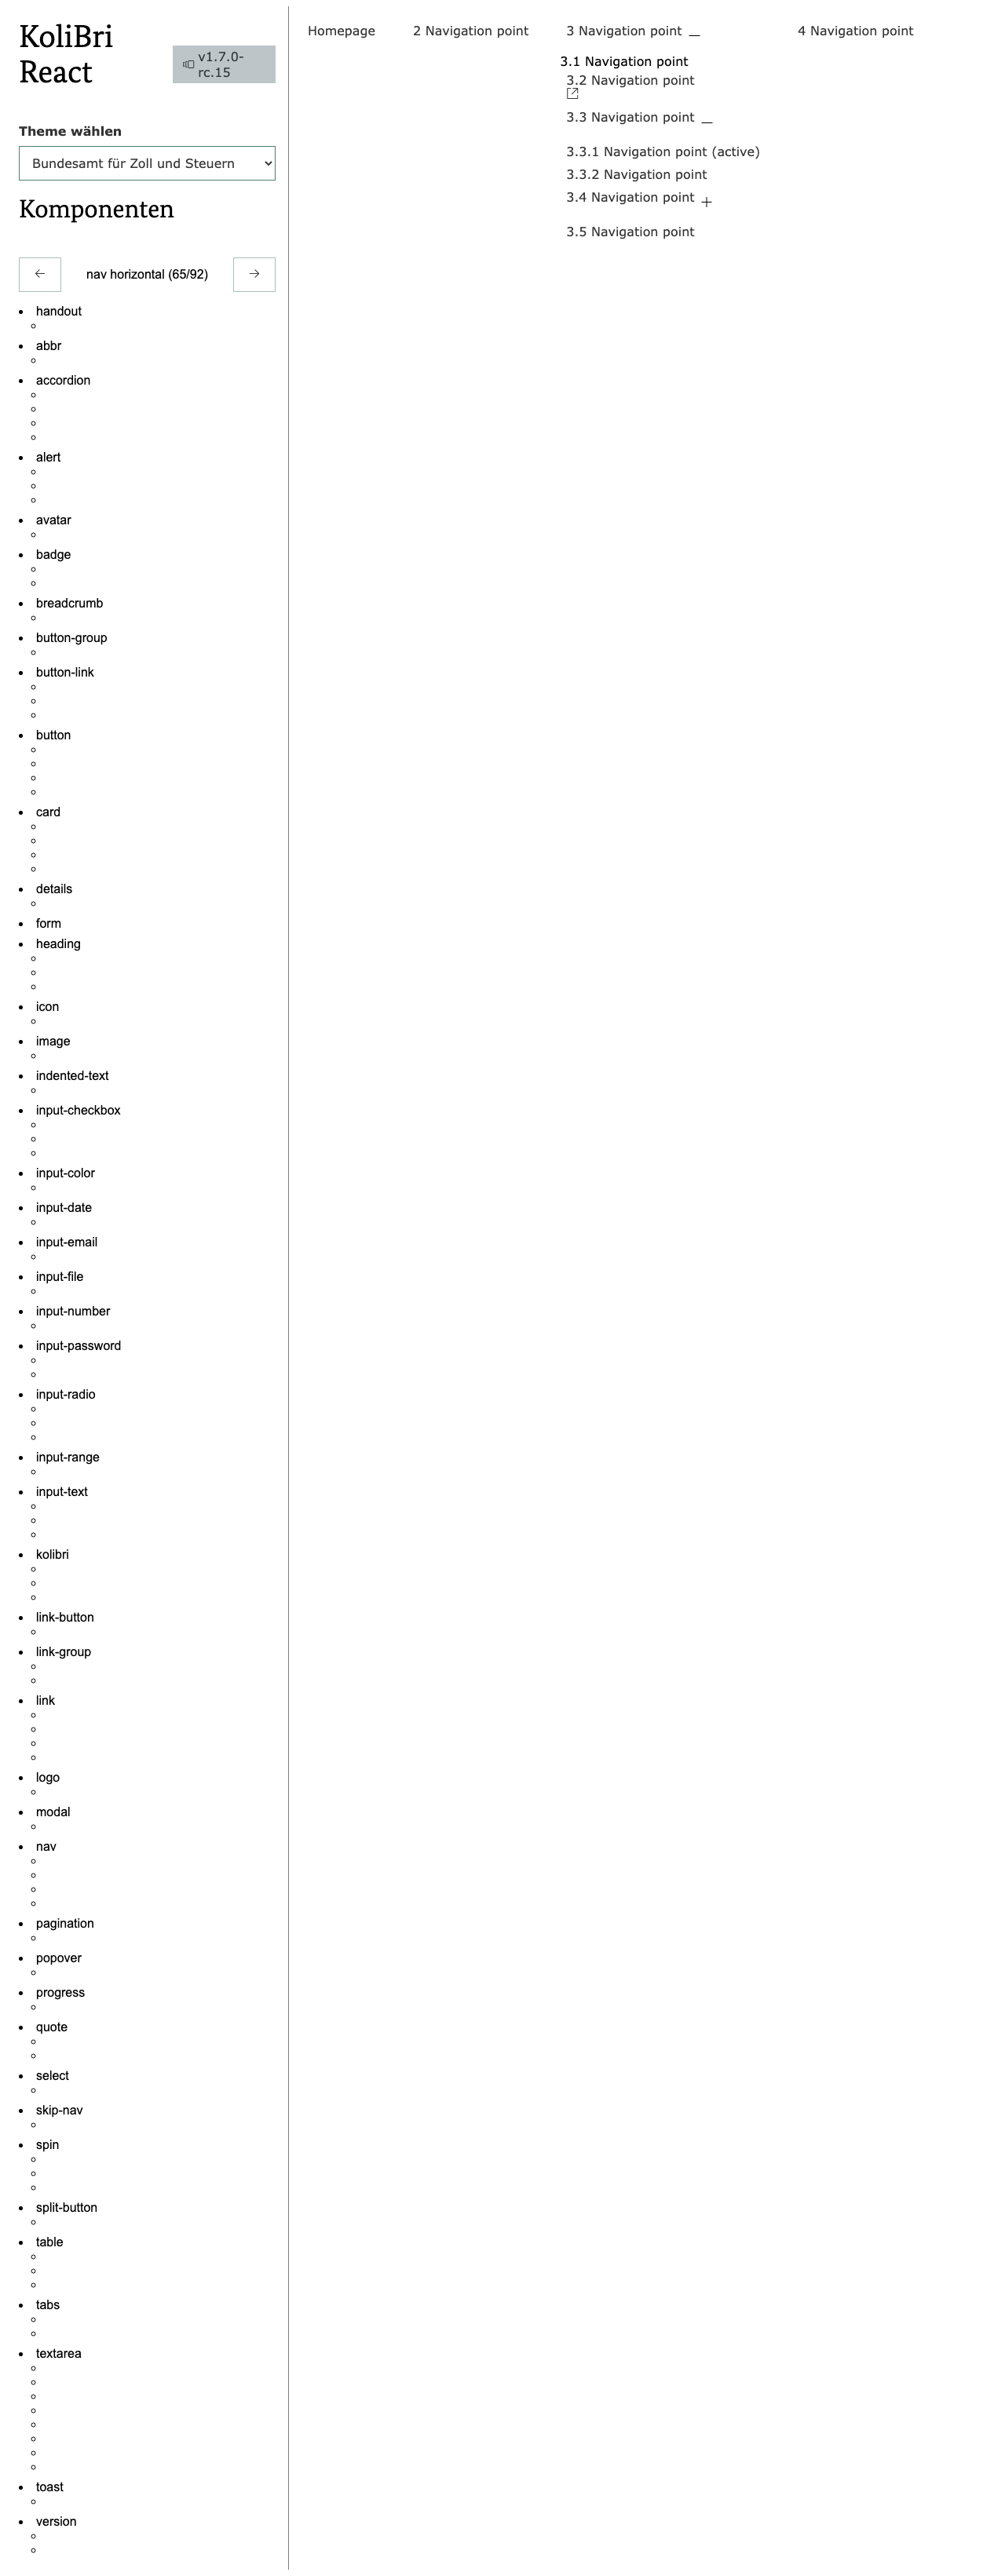 KoliBri
React
v1.7.0-
rc.15
Theme wählen
Bundesamt für Zoll und Steuern
Komponenten
nav horizontal (65/92)
handout
abbr
accordion
alert
avatar
badge
breadcrumb
button-group
button-link
button
card
details
form
heading
icon
image
indented-text
input-checkbox
input-color
input-date
input-email
input-file
input-number
input-password
input-radio
input-range
input-text
kolibri
link-button
link-group
link
logo
modal
nav
pagination
popover
progress
quote
select
skip-nav
spin
split-button
table
tabs
textarea
toast
version
Homepage
2 Navigation point
3 Navigation point
3.1 Navigation point
3.2 Navigation point
3.3 Navigation point
3.3.1 Navigation point (active)
3.3.2 Navigation point
3.4 Navigation point
3.5 Navigation point
4 Navigation point